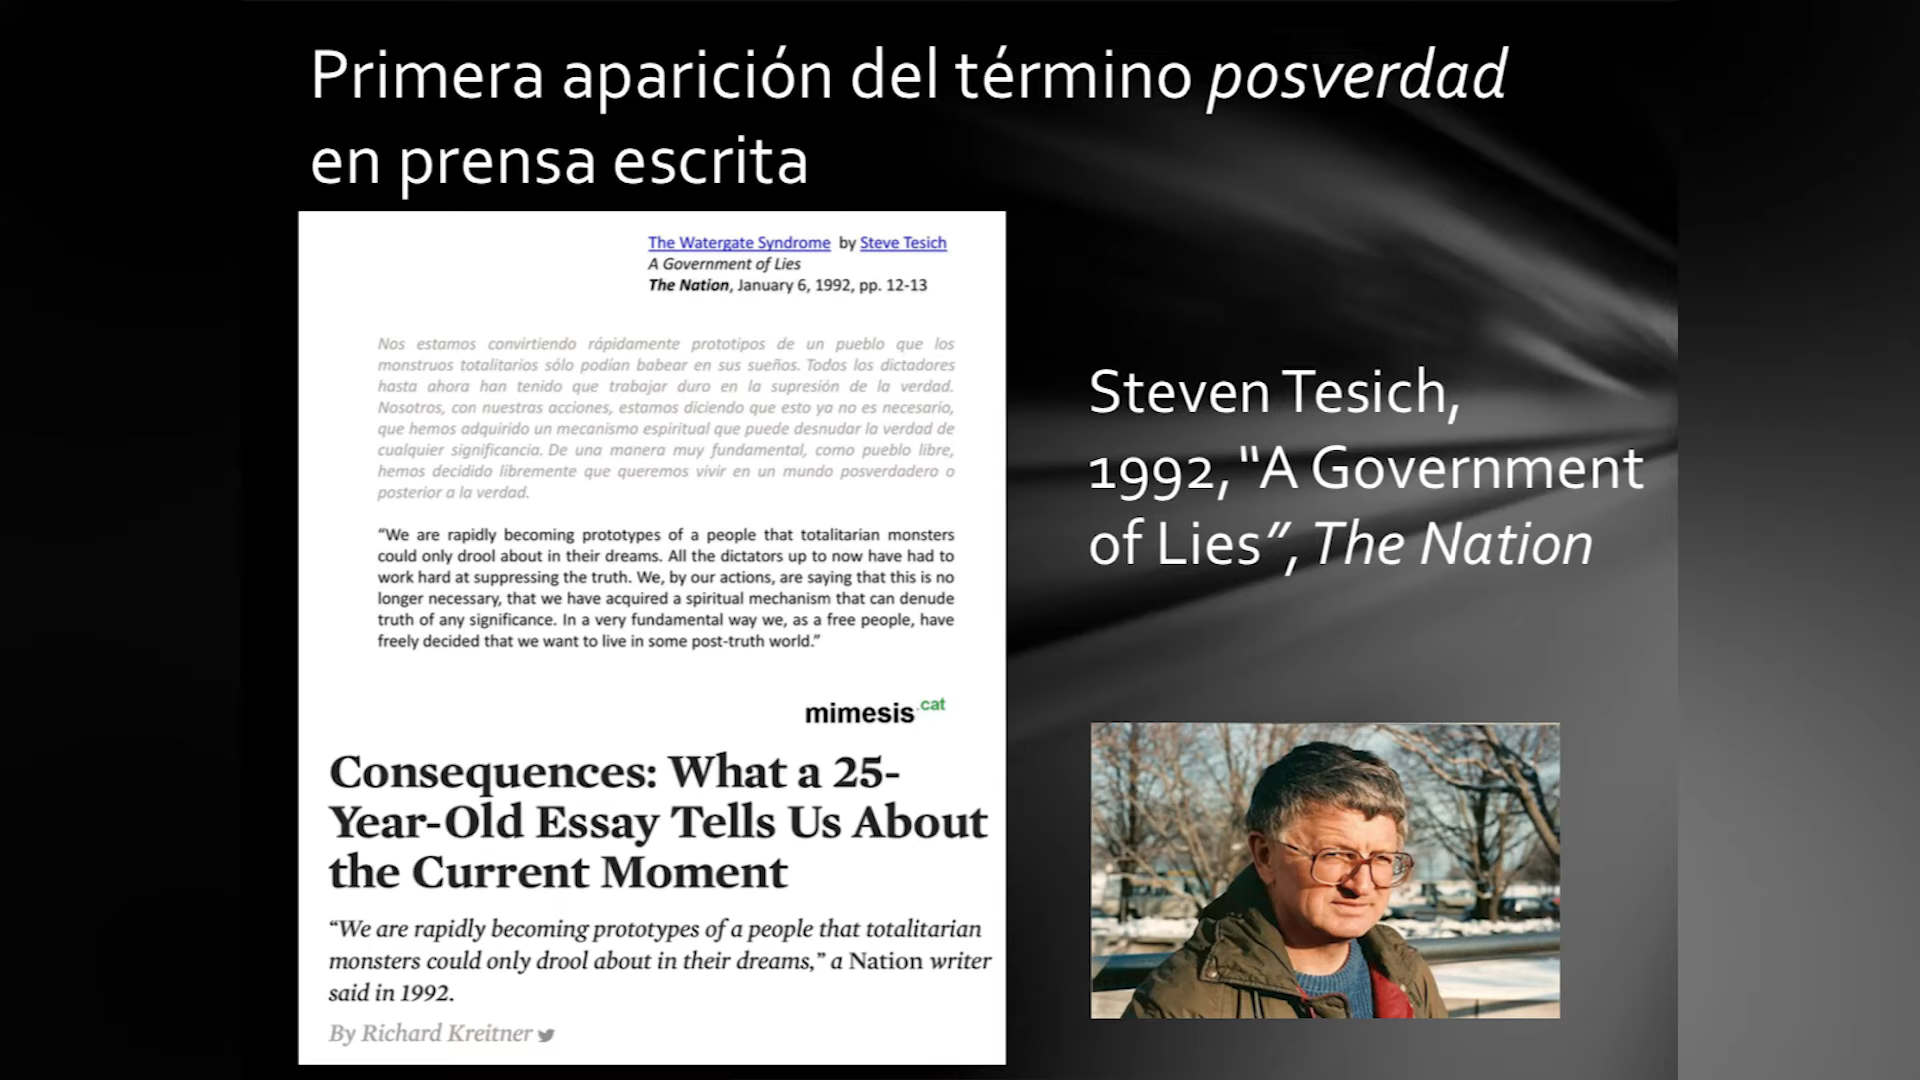 Primera aparición del término posverdad
en prensa escrita
The Watergate Syndrome by Steve Tesich
A Government of Lies
The Nation, January 6, 1992, pp. 12-13
Nos estamos convirtiendo rápidamente prototipos de un pueblo que los
monstruos totalitarios sólo podían babear en sus sueños. Todos los dictadores
hasta ahora han tenido que trabajar duro en la supresión de la verdad.
Nosotros, con nuestras acciones, estamos diciendo que esto ya no es necesario,
que hemos adquirido un mecanismo espiritual que puede desnudar la verdad de
cualquier significancia. De una manera muy fundamental, como pueblo libre,
hemos decidido libremente que queremos vivir en un mundo posverdadero o
posterior a la verdad.
“We are rapidly becoming prototypes of a people that totalitarian monsters
could only drool about in their dreams. All the dictators up to now have had to
work hard at suppressing the truth. We, by our actions, are saying that this is no
longer necessary, that we have acquired a spiritual mechanism that can denude
truth of any significance. In a very fundamental way we, as a free people, have
freely decided that we want to live in some post-truth world.”
mimesis.cat
Consequences: What a 25-
Year-Old Essay Tells Us About
the Current Moment
“We are rapidly becoming prototypes of a people that totalitarian
monsters could only drool about in their dreams,” a Nation writer
said in 1992.
By Richard Kreitner
Steven Tesich,
1992, “A Government
of Lies”, The Nation